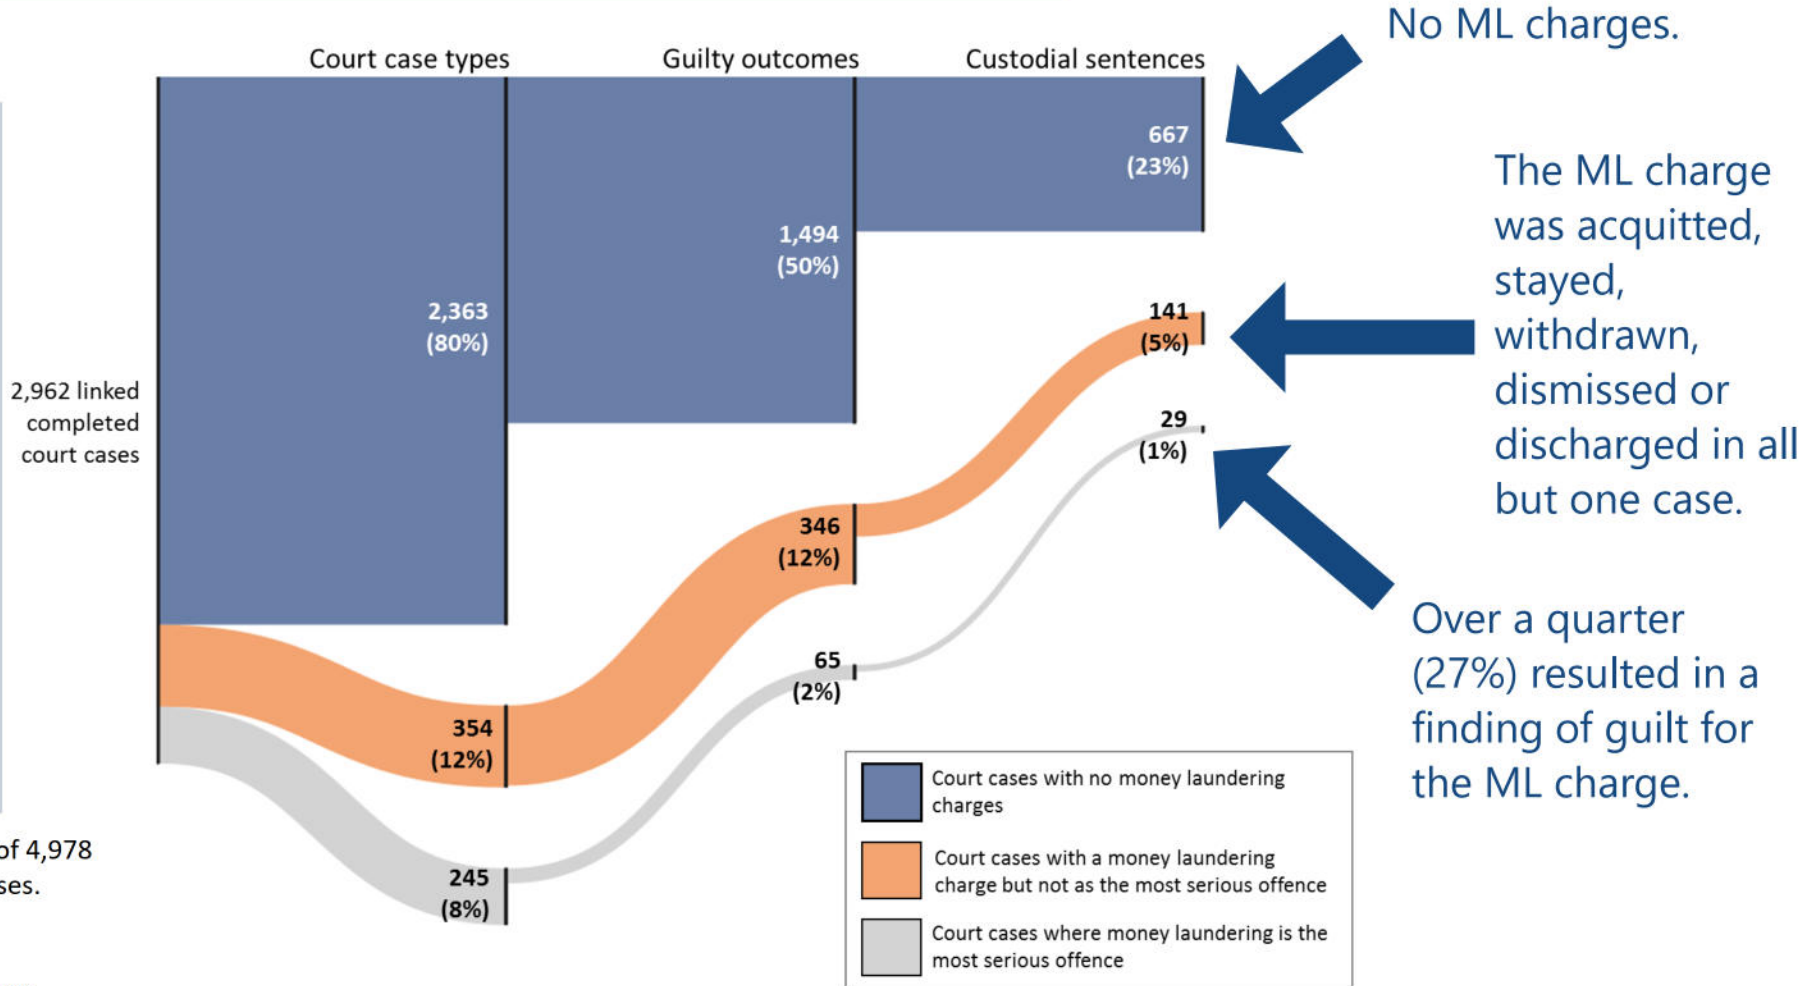 Court case types
Guilty outcomes
Custodial sentences
No ML charges.
667
(23%)
The ML charge
was acquitted,
stayed,
withdrawn,
dismissed or
discharged in all
but one case.
1,494
(50%)
2,363
(80%)
141
(5%)
2,962 linked
completed
court cases
29
(1%)
346
(12%)
Over a quarter
(27%) resulted in a
finding of guilt for
the ML charge.
65
(2%)
354
(12%)
245
(8%)
of 4,978
ses.
Court cases with no money laundering
charges
Court cases with a money laundering
charge but not as the most serious offence
Court cases where money laundering is the
most serious offence